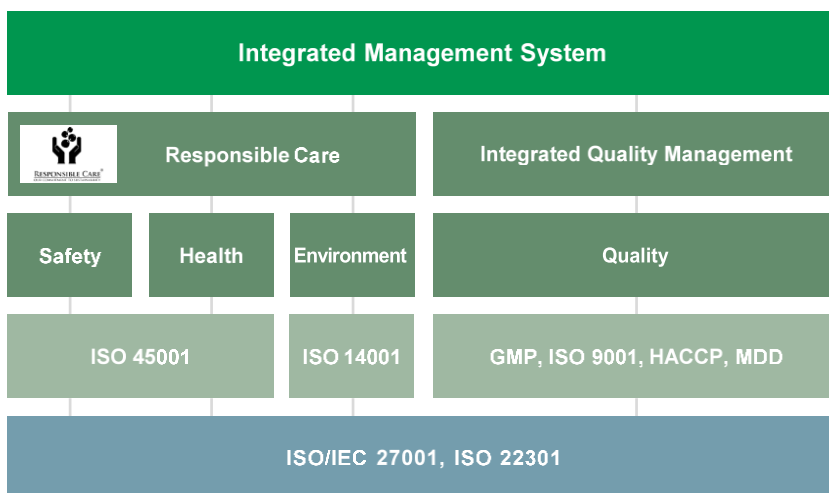 Integrated Management System
RESPONSIBLE CARE®
Responsible Care
Integrated Quality Management
Safety
Health
Environment
Quality
ISO 45001
ISO 14001
GMP, ISO 9001, HACCP, MDD
ISO/IEC 27001, ISO 22301